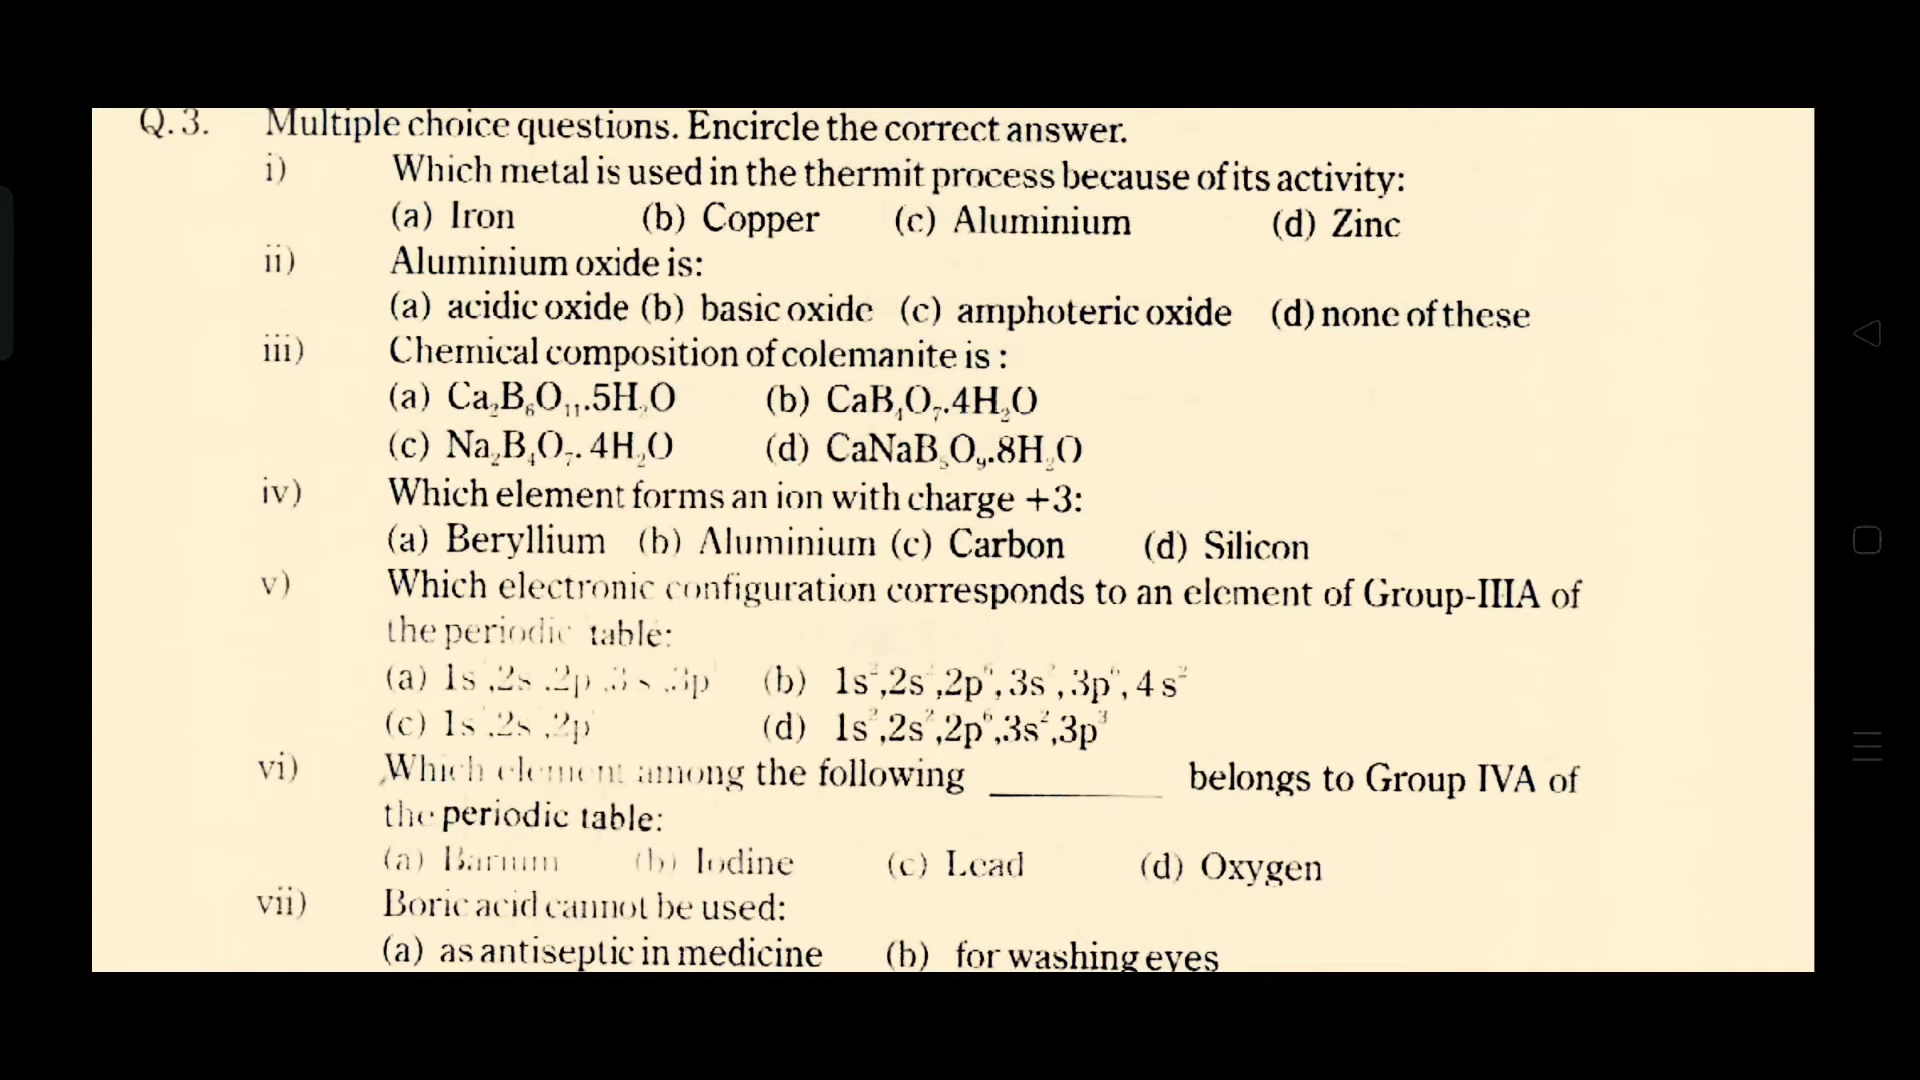 Q.3. Multiple choice questions. Encircle the correct answer.
i) Which metal is used in the thermit process because of its activity:
(a) Iron (b) Copper (c) Aluminium (d) Zinc
ii) Aluminium oxide is:
(a) acidic oxide (b) basic oxide (c) amphoteric oxide (d) none of these
iii) Chemical composition of colemanite is :
(a) Ca₂B₆O₁₁.5H₂O (b) CaB₄O₇.4H₂O
(c) Na₂B₄O₇. 4H₂O (d) CaNaB₅O₉.8H₂O
iv) Which element forms an ion with charge +3:
(a) Beryllium (b) Aluminium (c) Carbon (d) Silicon
v) Which electronic configuration corresponds to an element of Group-IIIA of
the periodic table:
(a) (b) 1s²,2s²,2p⁶,3s²,3p⁶,4s²
(c) (d) 1s²,2s²,2p⁶,3s²,3p³
vi) Which element among the following ________ belongs to Group IVA of
the periodic table:
(a) Barium (b) Iodine (c) Lead (d) Oxygen
vii) Boric acid cannot be used:
(a) as antiseptic in medicine (b) for washing eyes